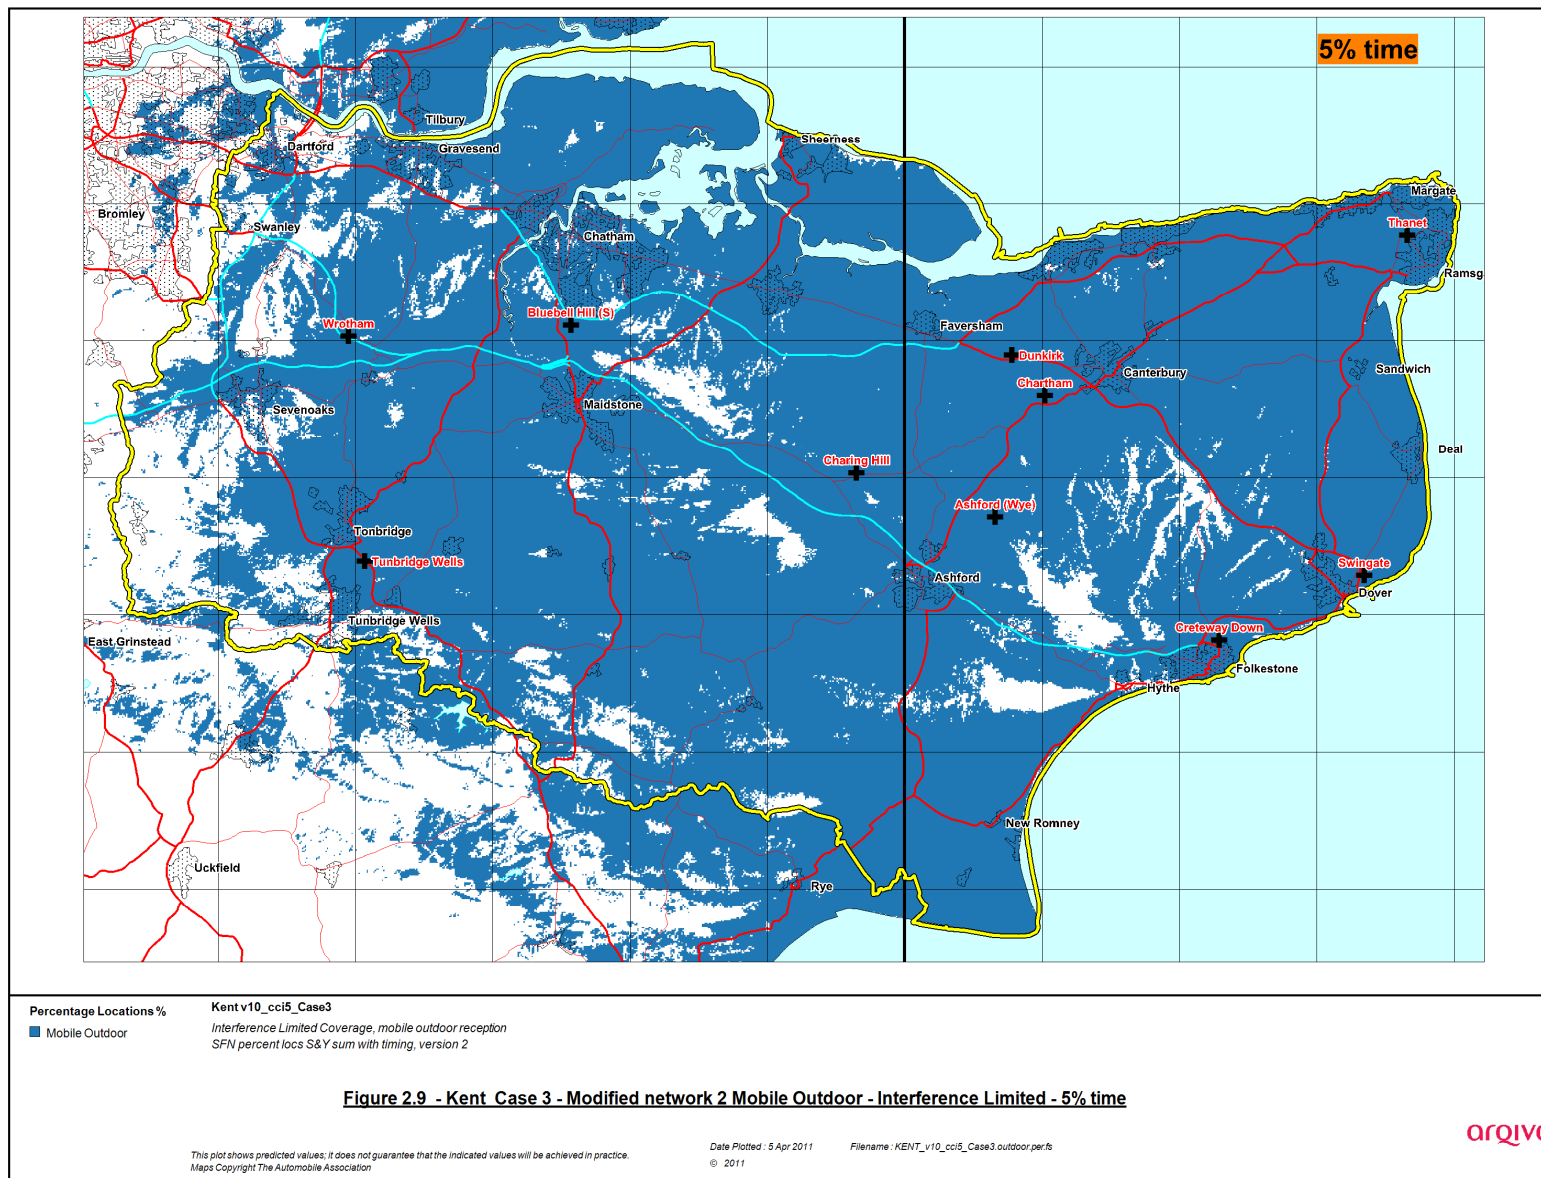 5% time
Tilbury
Sheerness
Dartford
Gravesend
Margate
Bromley
Thanet
Swanley
Chatham
Ramsg
Bluebell Hill (S)
Wrotham
Faversham
Dunkirk
Sandwich
Canterbury
Chartham
Sevenoaks
Maidstone
Deal
Charing Hill
Ashford (Wye)
Tonbridge
Tunbridge Wells
Swingate
Ashford
Dover
Tunbridge Wells
Creteway Down
East Grinstead
Folkestone
Hythe
New Romney
Uckfield
Rye
Percentage Locations %
Mobile Outdoor
Kent v10_cci5_Case3
Interference Limited Coverage, mobile outdoor reception
SFN percent locs S&Y sum with timing, version 2
Figure 2.9 - Kent Case 3 - Modified network 2 Mobile Outdoor - Interference Limited - 5% time
This plot shows predicted values; it does not guarantee that the indicated values will be achieved in practice.
Maps Copyright The Automobile Association
Date Plotted : 5 Apr 2011
© 2011
Filename : KENT_v10_cci5_Case3.outdoor.per.fs
arqiva